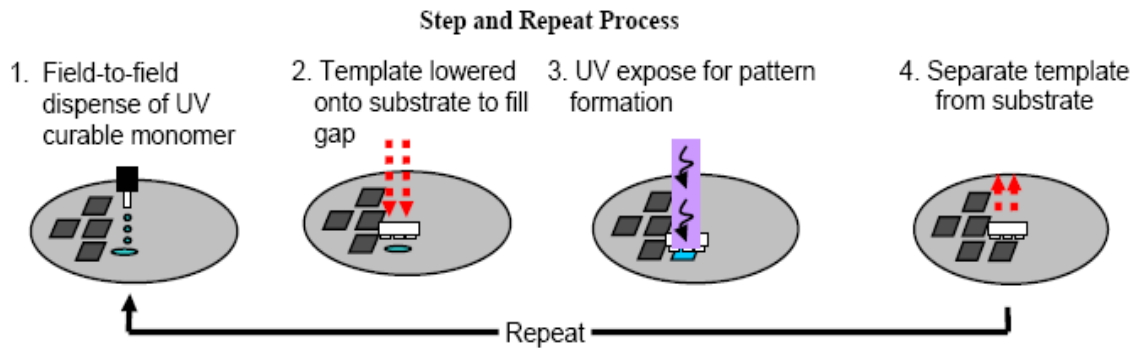 Step and Repeat Process
1. Field-to-field
dispense of UV
curable monomer
2. Template lowered
onto substrate to fill
gap
3. UV expose for pattern
formation
4. Separate template
from substrate
Repeat